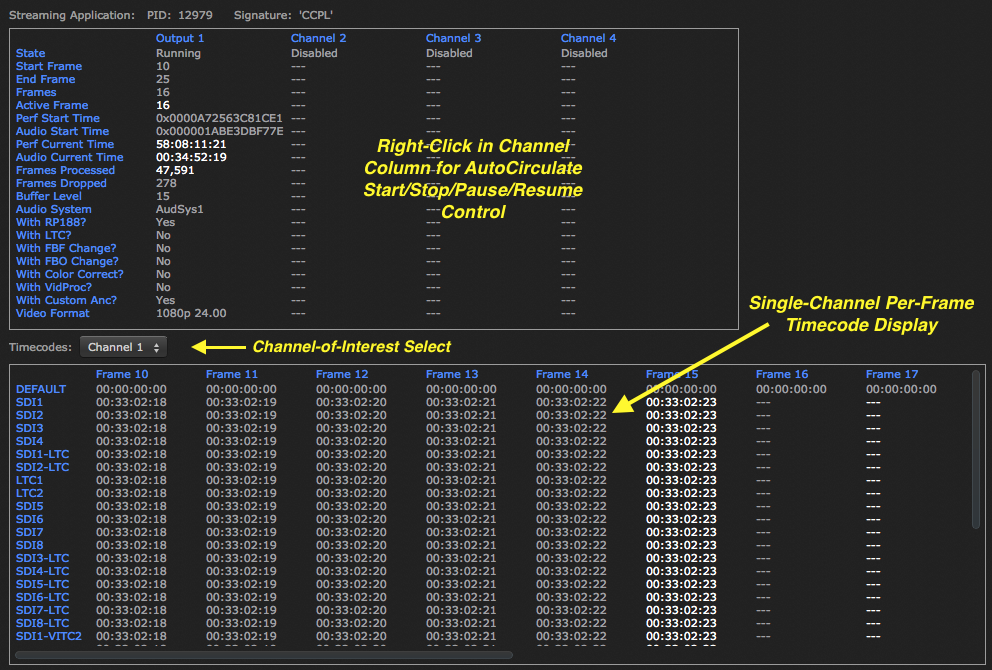 Streaming Application: PID: 12979 Signature: 'CCPL'
Output 1 Channel 2 Channel 3 Channel 4
State Running Disabled Disabled Disabled
Start Frame 10 --- --- ---
End Frame 25 --- --- ---
Frames 16 --- --- ---
Active Frame 16 --- --- ---
Perf Start Time 0x0000A72563C81CE1 --- --- ---
Audio Start Time 0x000001ABE3DBF77E --- --- ---
Perf Current Time 58:08:11:21 --- --- ---
Audio Current Time 00:34:52:19 --- --- ---
Frames Processed 47,591 --- --- ---
Frames Dropped 278 --- --- ---
Buffer Level 15 --- --- ---
Audio System AudSys1 --- --- ---
With RP188? Yes --- --- ---
With LTC? No --- --- ---
With FBF Change? No --- --- ---
With FBO Change? No --- --- ---
With Color Correct? No --- --- ---
With VidProc? No --- --- ---
With Custom Anc? Yes --- --- ---
Video Format 1080p 24.00 --- --- ---
Right-Click in Channel
Column for AutoCirculate
Start/Stop/Pause/Resume
Control
Single-Channel Per-Frame
Timecode Display
Timecodes: Channel 1 Channel-of-Interest Select
Frame 10 Frame 11 Frame 12 Frame 13 Frame 14 Frame 15 Frame 16 Frame 17
DEFAULT 00:00:00:00 00:00:00:00 00:00:00:00 00:00:00:00 00:00:00:00 00:00:00:00 00:00:00:00 00:00:00:00
SDI1 00:33:02:18 00:33:02:19 00:33:02:20 00:33:02:21 00:33:02:22 00:33:02:23 --- ---
SDI2 00:33:02:18 00:33:02:19 00:33:02:20 00:33:02:21 00:33:02:22 00:33:02:23 --- ---
SDI3 00:33:02:18 00:33:02:19 00:33:02:20 00:33:02:21 00:33:02:22 00:33:02:23 --- ---
SDI4 00:33:02:18 00:33:02:19 00:33:02:20 00:33:02:21 00:33:02:22 00:33:02:23 --- ---
SDI1-LTC 00:33:02:18 00:33:02:19 00:33:02:20 00:33:02:21 00:33:02:22 00:33:02:23 --- ---
SDI2-LTC 00:33:02:18 00:33:02:19 00:33:02:20 00:33:02:21 00:33:02:22 00:33:02:23 --- ---
LTC1 00:33:02:18 00:33:02:19 00:33:02:20 00:33:02:21 00:33:02:22 00:33:02:23 --- ---
LTC2 00:33:02:18 00:33:02:19 00:33:02:20 00:33:02:21 00:33:02:22 00:33:02:23 --- ---
SDI5 00:33:02:18 00:33:02:19 00:33:02:20 00:33:02:21 00:33:02:22 00:33:02:23 --- ---
SDI6 00:33:02:18 00:33:02:19 00:33:02:20 00:33:02:21 00:33:02:22 00:33:02:23 --- ---
SDI7 00:33:02:18 00:33:02:19 00:33:02:20 00:33:02:21 00:33:02:22 00:33:02:23 --- ---
SDI8 00:33:02:18 00:33:02:19 00:33:02:20 00:33:02:21 00:33:02:22 00:33:02:23 --- ---
SDI3-LTC 00:33:02:18 00:33:02:19 00:33:02:20 00:33:02:21 00:33:02:22 00:33:02:23 --- ---
SDI4-LTC 00:33:02:18 00:33:02:19 00:33:02:20 00:33:02:21 00:33:02:22 00:33:02:23 --- ---
SDI5-LTC 00:33:02:18 00:33:02:19 00:33:02:20 00:33:02:21 00:33:02:22 00:33:02:23 --- ---
SDI6-LTC 00:33:02:18 00:33:02:19 00:33:02:20 00:33:02:21 00:33:02:22 00:33:02:23 --- ---
SDI7-LTC 00:33:02:18 00:33:02:19 00:33:02:20 00:33:02:21 00:33:02:22 00:33:02:23 --- ---
SDI8-LTC 00:33:02:18 00:33:02:19 00:33:02:20 00:33:02:21 00:33:02:22 00:33:02:23 --- ---
SDI1-VITC2 00:33:02:18 00:33:02:19 00:33:02:20 00:33:02:21 00:33:02:22 00:33:02:23 --- ---